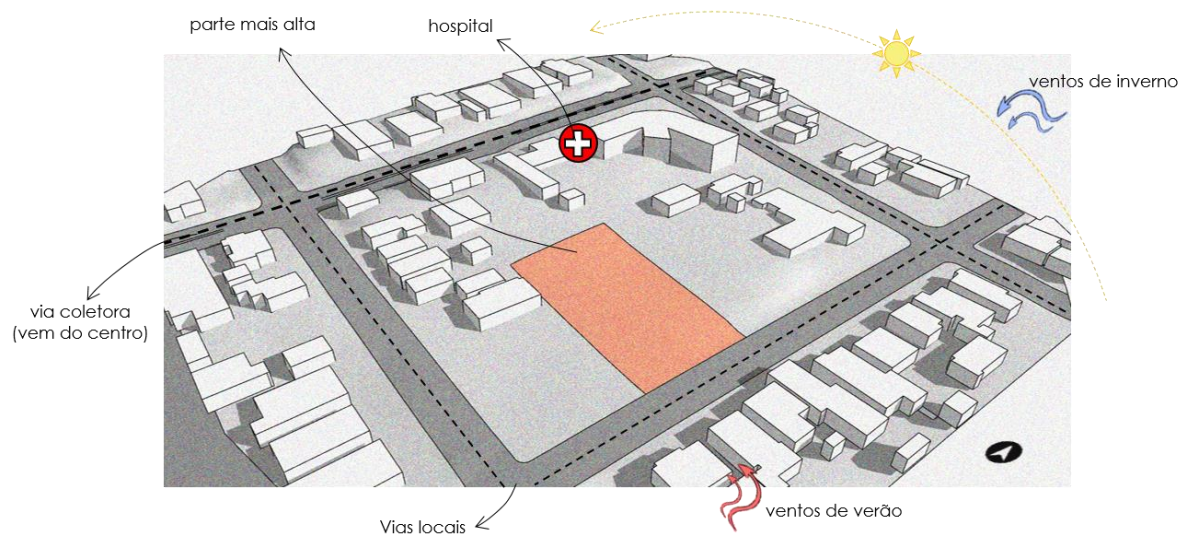 parte mais alta
hospital
ventos de inverno
via coletora
(vem do centro)
ventos de verão
Vias locais